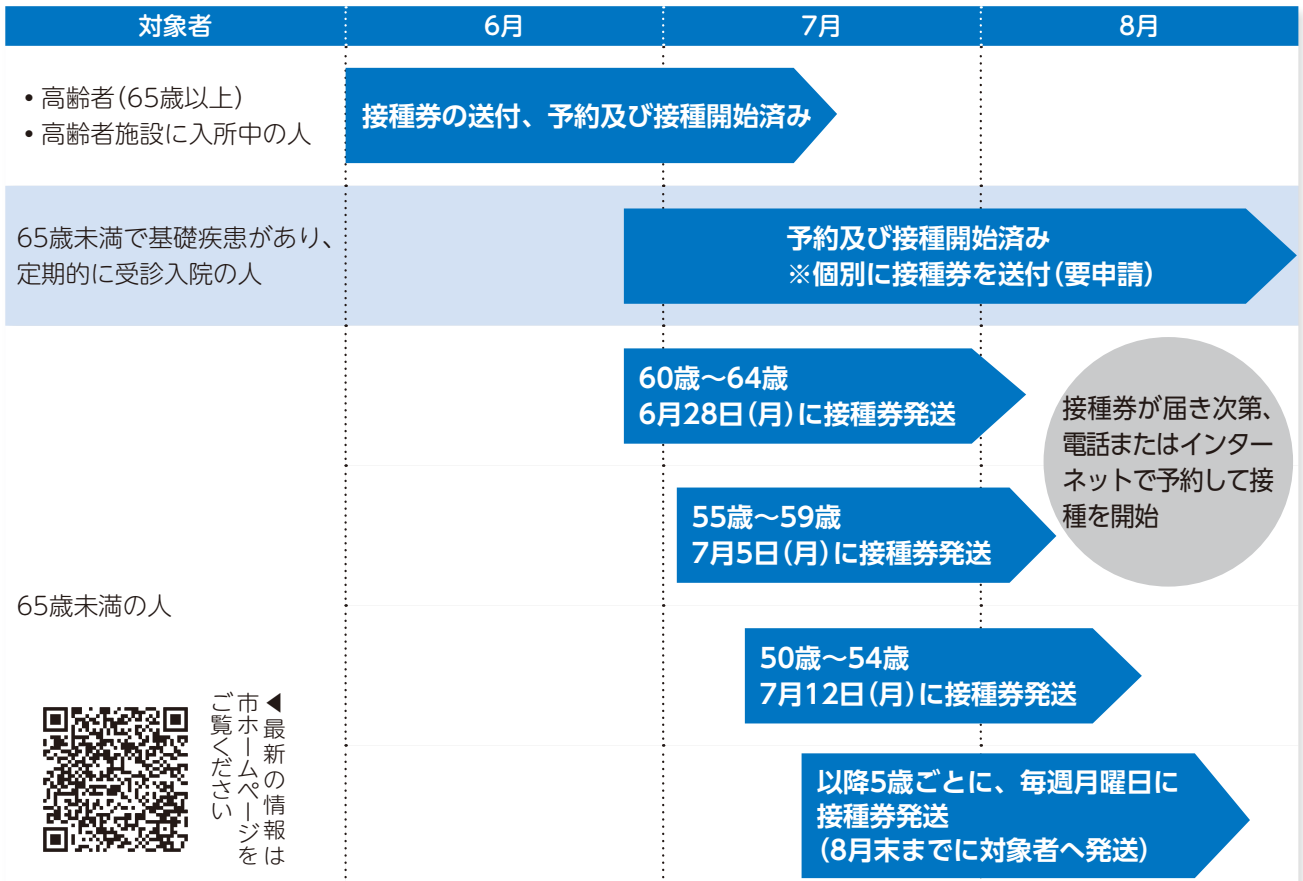 対象者
6月
7月
8月
• 高齢者(65歳以上)
• 高齢者施設に入所中の人
接種券の送付、予約及び接種開始済み
65歳未満で基礎疾患があり、
定期的に受診入院の人
予約及び接種開始済み
※個別に接種券を送付(要申請)
65歳未満の人
60歳〜64歳
6月28日(月)に接種券発送
55歳〜59歳
7月5日(月)に接種券発送
50歳〜54歳
7月12日(月)に接種券発送
以降5歳ごとに、毎週月曜日に
接種券発送
(8月末までに対象者へ発送)
接種券が届き次第、
電話またはインター
ネットで予約して接
種を開始
◀最新の情報は
市ホームページを
ご覧ください